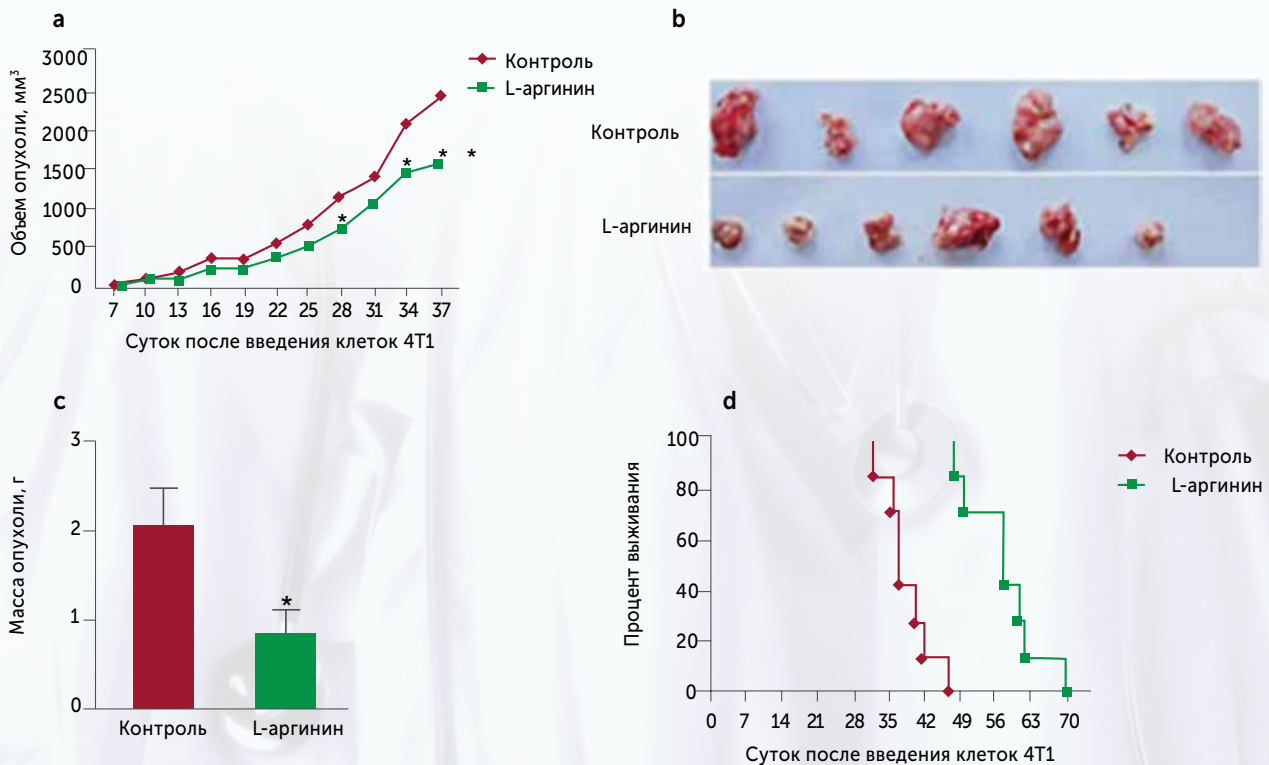 a
3000
2500
2000
1500
1000
500
0
Объем опухоли, мм³
7 10 13 16 19 22 25 28 31 34 37
Суток после введения клеток 4T1
Контроль
L-аргинин
* * * *
b
Контроль
L-аргинин
c
3
2
1
0
Масса опухоли, г
*
Контроль L-аргинин
d
100
80
60
40
20
0
Процент выживания
0 7 14 21 28 35 42 49 56 63 70
Суток после введения клеток 4T1
Контроль
L-аргинин